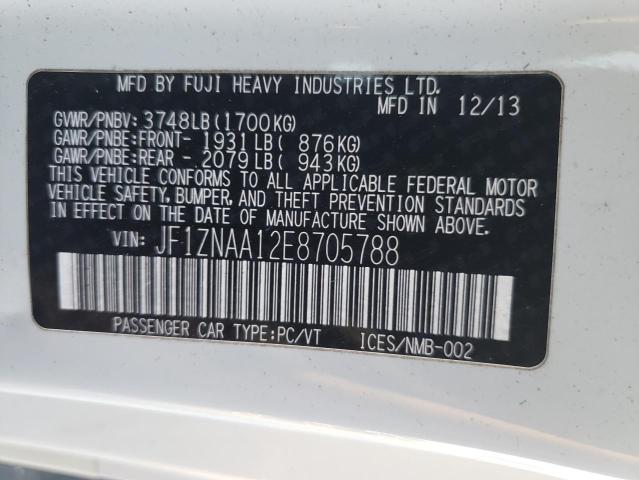 MFD BY FUJI HEAVY INDUSTRIES LTD.
MFD IN 12/13
GVWR/PNBV: 3748LB(1700KG)
GAWR/PNBE:FRONT- 1931LB( 876KG)
GAWR/PNBE:REAR - 2079LB( 943KG)
THIS VEHICLE CONFORMS TO ALL APPLICABLE FEDERAL MOTOR
VEHICLE SAFETY, BUMPER, AND THEFT PREVENTION STANDARDS
IN EFFECT ON THE DATE OF MANUFACTURE SHOWN ABOVE.
VIN: JF1ZNAA12E8705788
PASSENGER CAR TYPE:PC/VT ICES/NMB-002